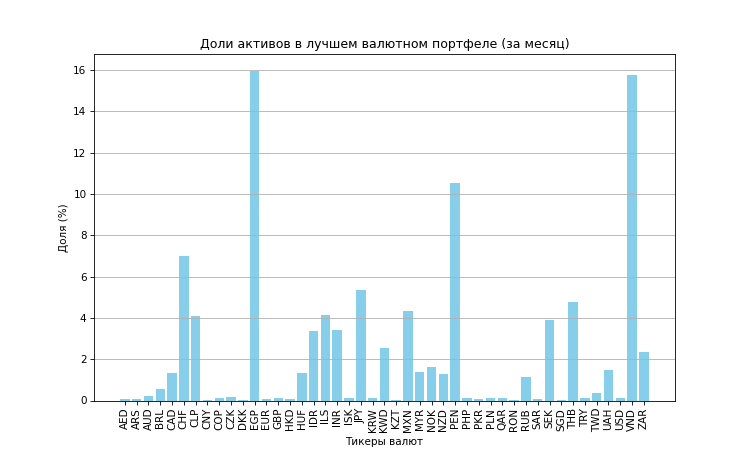 Доли активов в лучшем валютном портфеле (за месяц)
Доля (%)
16
14
12
10
8
6
4
2
0
AED ARS AUD BRL CAD CHF CLP CNY COP CZK DKK EGP EUR GBP HKD HUF IDR ILS INR ISK JPY KRW KWD KZT MXN MYR NOK NZD PEN PHP PKR PLN QAR RON RUB SAR SEK SGD THB TRY TWD UAH USD VND ZAR
Тикеры валют